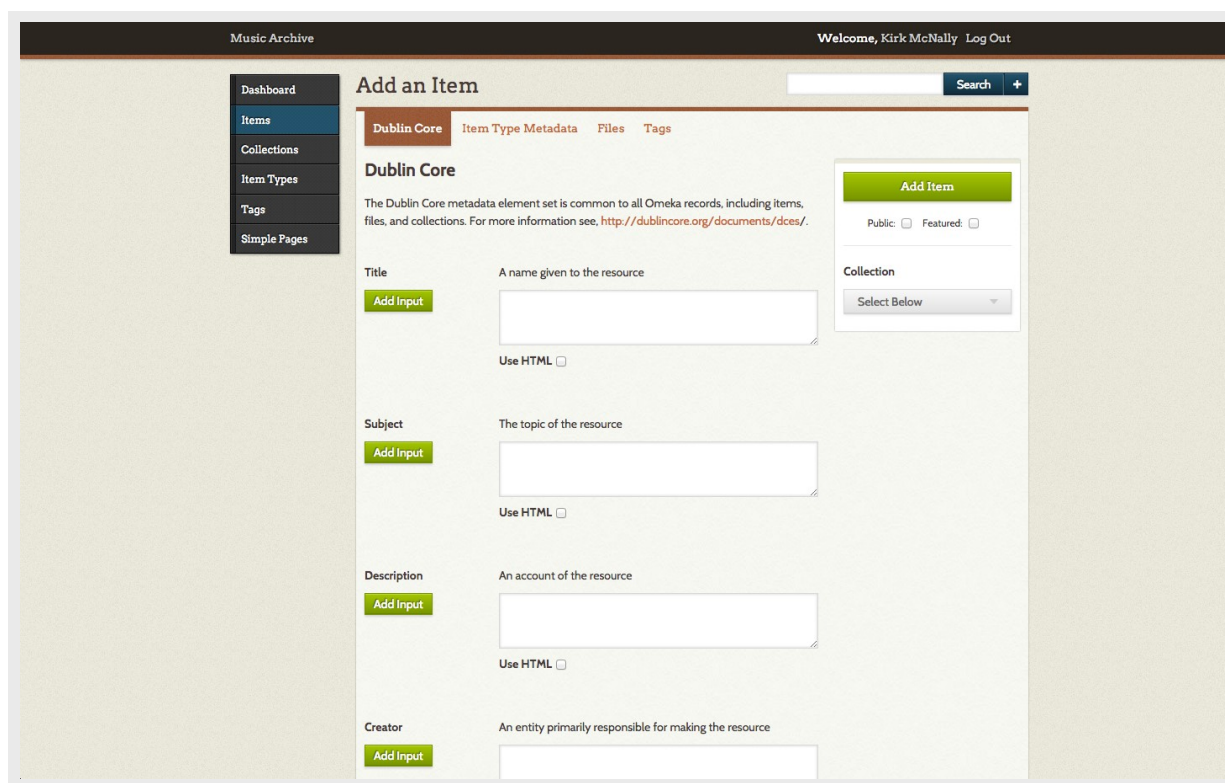 Music Archive
Welcome, Kirk McNally Log Out
Dashboard
Items
Collections
Item Types
Tags
Simple Pages
Add an Item
Search +
Dublin Core Item Type Metadata Files Tags
Dublin Core
The Dublin Core metadata element set is common to all Omeka records, including items,
files, and collections. For more information see, http://dublincore.org/documents/dces/.
Title
A name given to the resource
Add Input
Use HTML
Subject
The topic of the resource
Add Input
Use HTML
Description
An account of the resource
Add Input
Use HTML
Creator
An entity primarily responsible for making the resource
Add Input
Add Item
Public: Featured:
Collection
Select Below